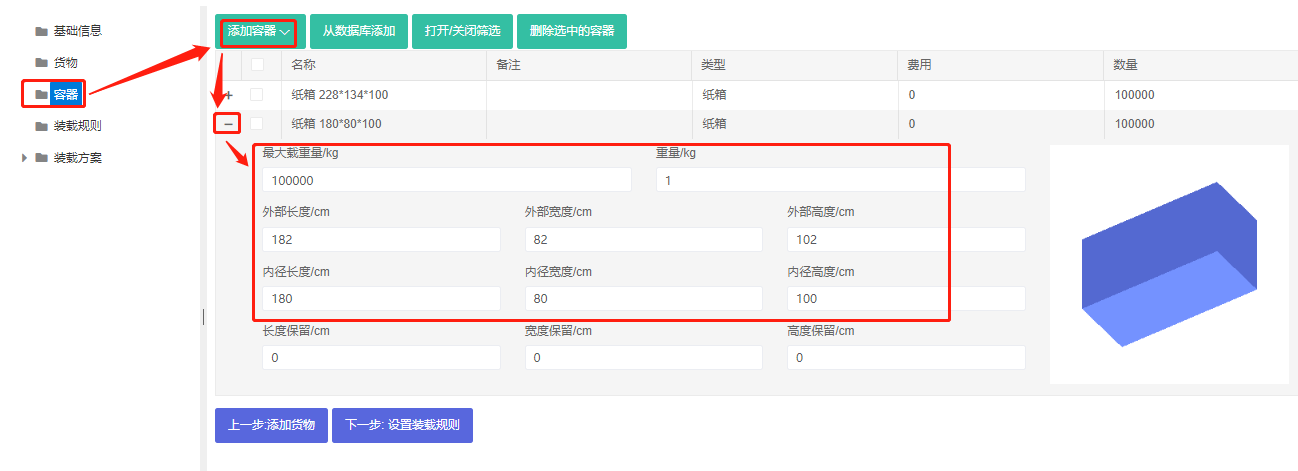 基础信息
货物
容器
装载规则
装载方案
添加容器 从数据库添加 打开/关闭筛选 删除选中的容器
名称 备注 类型 费用 数量
+ 纸箱 228*134*100 纸箱 0 100000
− 纸箱 180*80*100 纸箱 0 100000
最大载重量/kg 重量/kg
100000 1
外部长度/cm 外部宽度/cm 外部高度/cm
182 82 102
内径长度/cm 内径宽度/cm 内径高度/cm
180 80 100
长度保留/cm 宽度保留/cm 高度保留/cm
0 0 0
上一步:添加货物 下一步: 设置装载规则